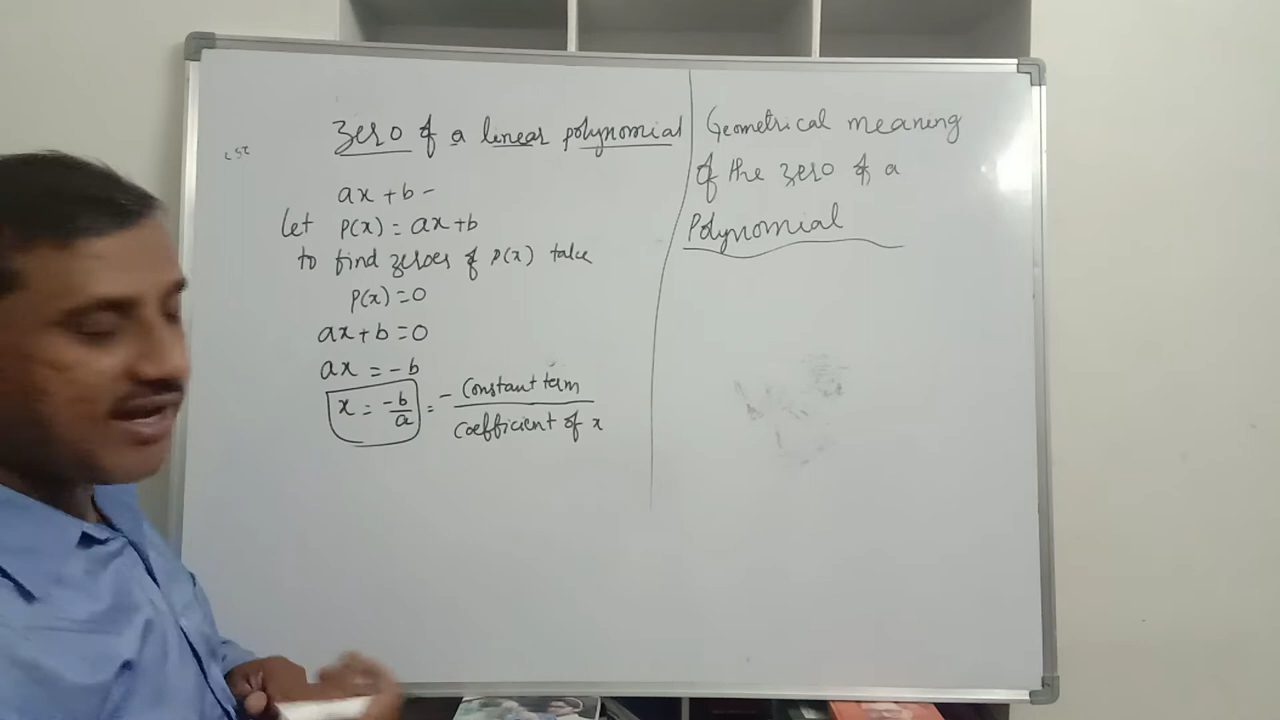 Zero of a linear polynomial
ax + b -
let P(x) = ax + b
to find zeroes of P(x) take
P(x) = 0
ax + b = 0
ax = - b
x = -b/a = - Constant term / coefficient of x
Geometrical meaning
of the zero of a
Polynomial